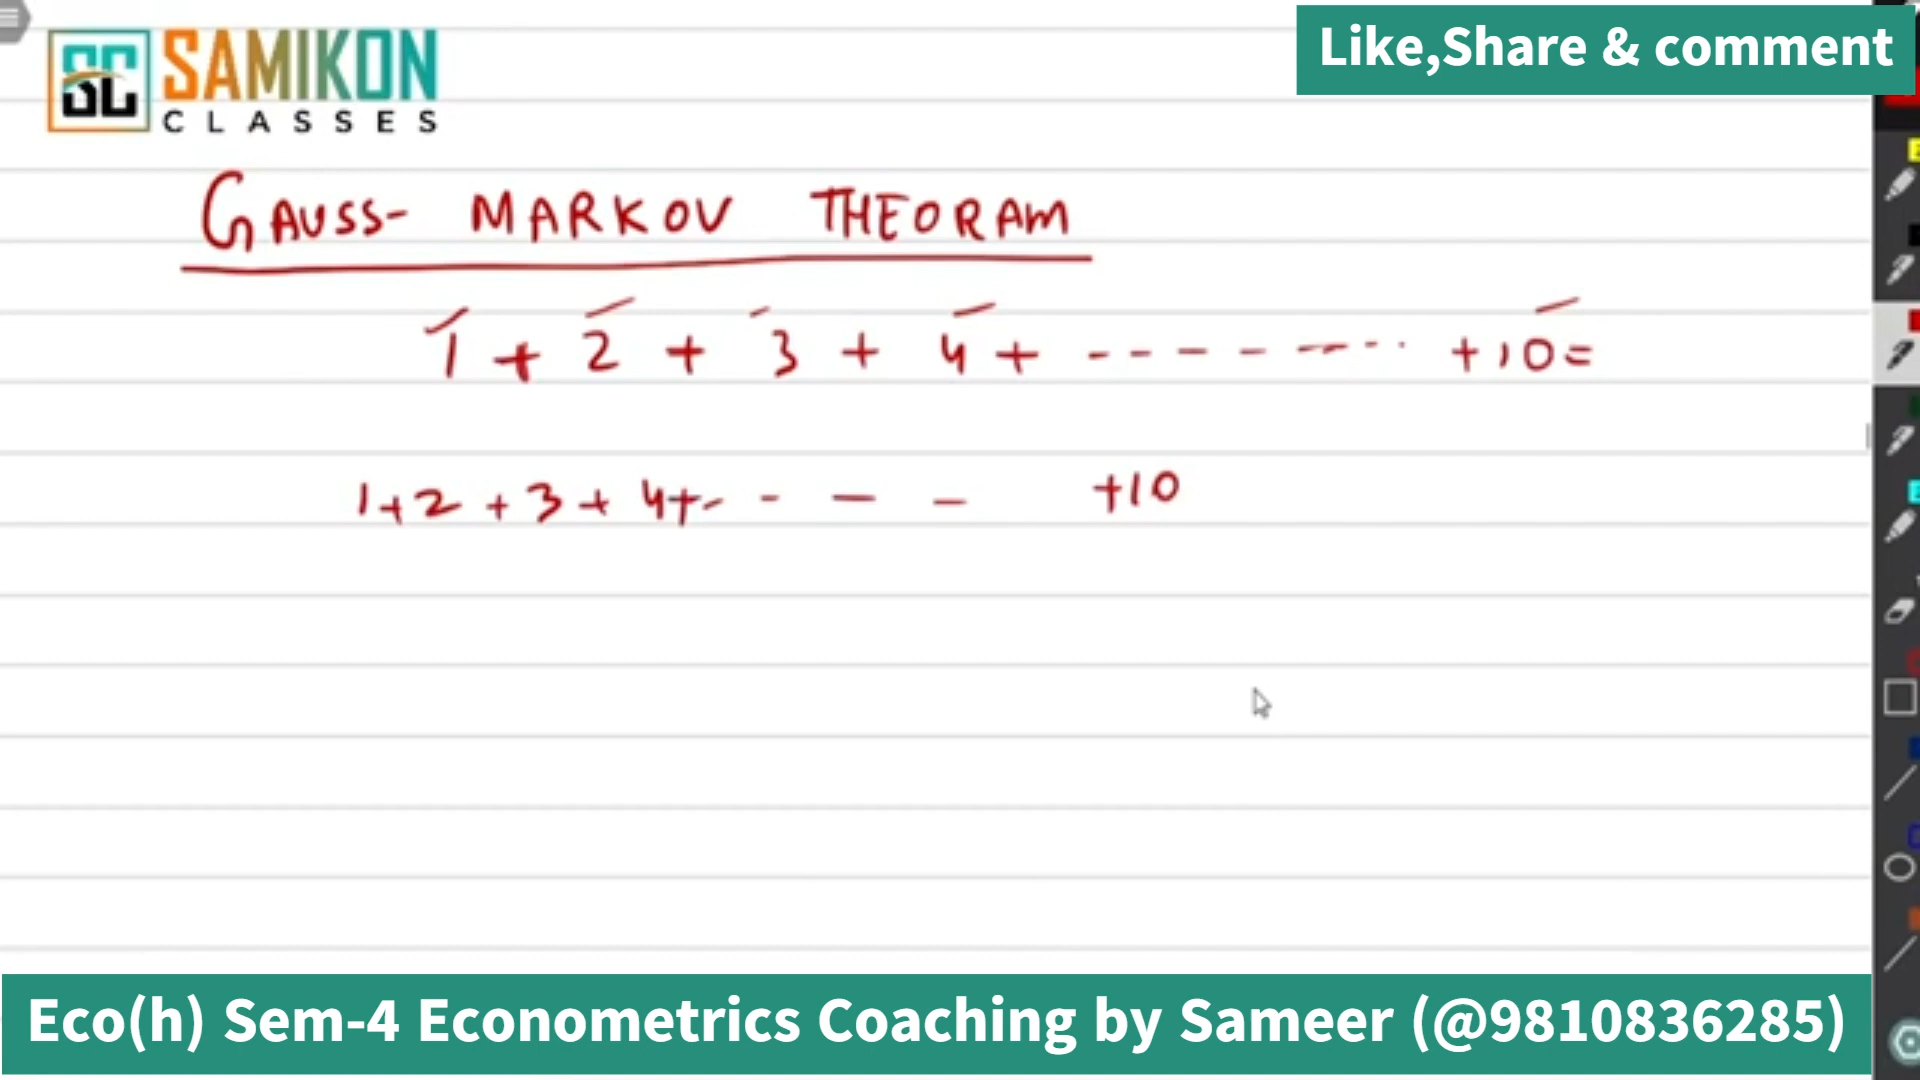 Like,Share & comment
SC SAMIKON
CLASSES
GAUSS- MARKOV THEORAM
1 + 2 + 3 + 4 + - - - - - - - - - +10=
1+2 +3+ 4+- - - - +10
Eco(h) Sem-4 Econometrics Coaching by Sameer (@9810836285)